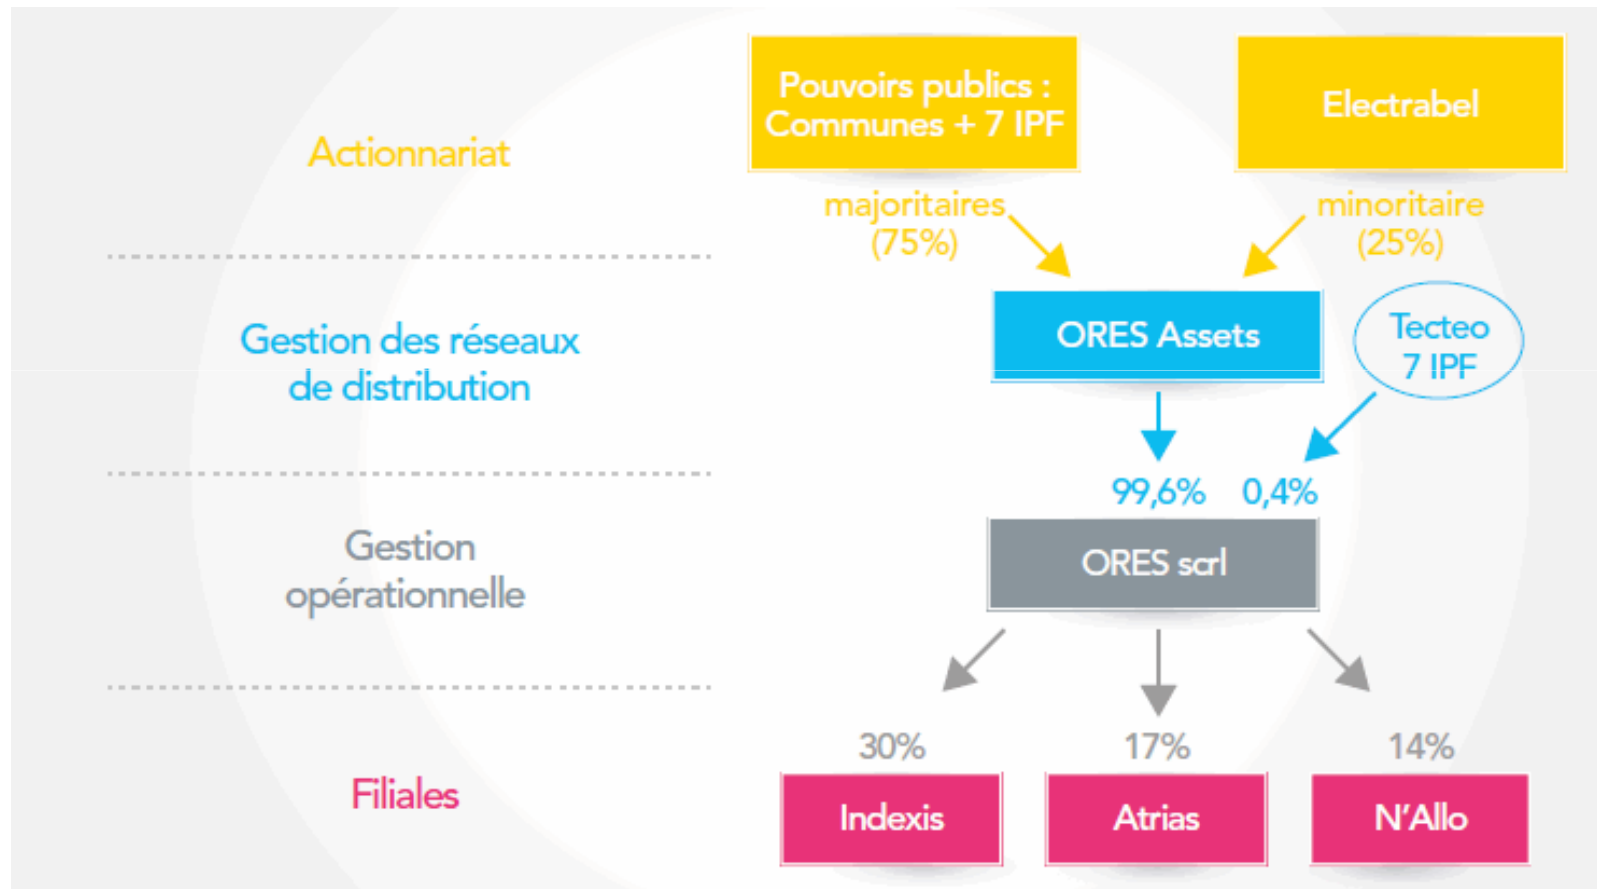 Actionnariat
Pouvoirs publics :
Communes + 7 IPF
Electrabel
majoritaires
(75%)
minoritaire
(25%)
Gestion des réseaux
de distribution
ORES Assets
Tecteo
7 IPF
99,6%
0,4%
Gestion
opérationnelle
ORES scrl
30%
17%
14%
Filiales
Indexis
Atrias
N'Allo